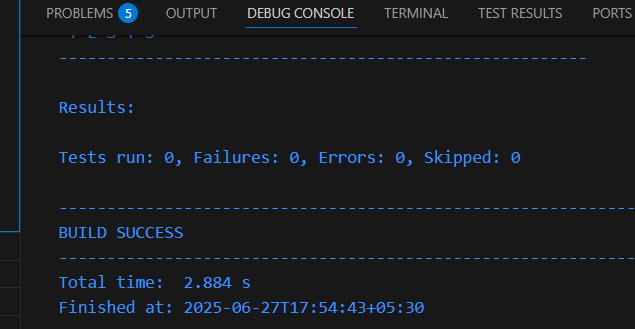 PROBLEMS 5 OUTPUT DEBUG CONSOLE TERMINAL TEST RESULTS PORTS
-------------------------------------------------------
Results:
Tests run: 0, Failures: 0, Errors: 0, Skipped: 0
------------------------------------------------------------
BUILD SUCCESS
------------------------------------------------------------
Total time:  2.884 s
Finished at: 2025-06-27T17:54:43+05:30